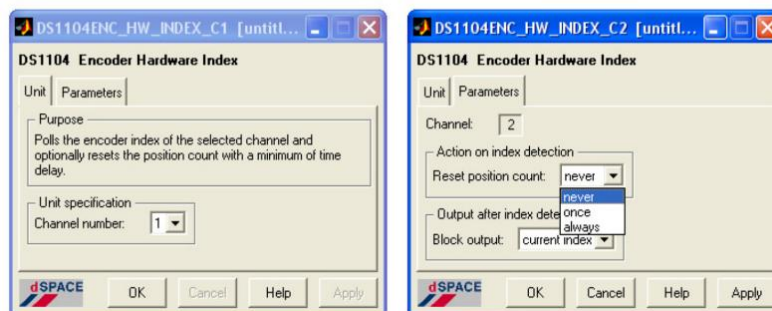 DS1104ENC_HW_INDEX_C1 [untitl...
DS1104 Encoder Hardware Index
Unit
Parameters
Purpose
Polls the encoder index of the selected channel and
optionally resets the position count with a minimum of time
delay.
Unit specification
Channel number:
1
dSPACE
OK
Cancel
Help
Apply
DS1104ENC_HW_INDEX_C2 [untitl...
DS1104 Encoder Hardware Index
Unit
Parameters
Channel:
2
Action on index detection
Reset position count:
never
never
once
always
Output after index dete
Block output:
current index
dSPACE
OK
Cancel
Help
Apply